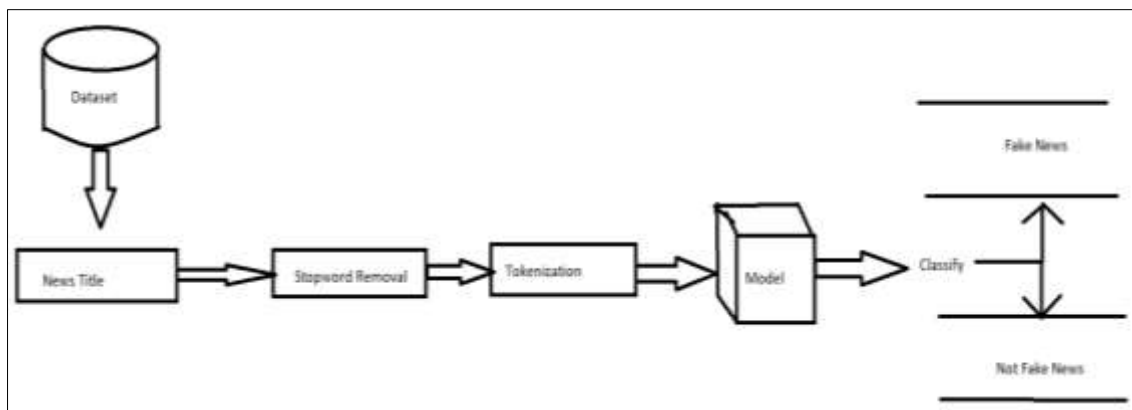 Dataset
News Title
Stopword Removal
Tokenization
Model
Classify
Fake News
Not Fake News